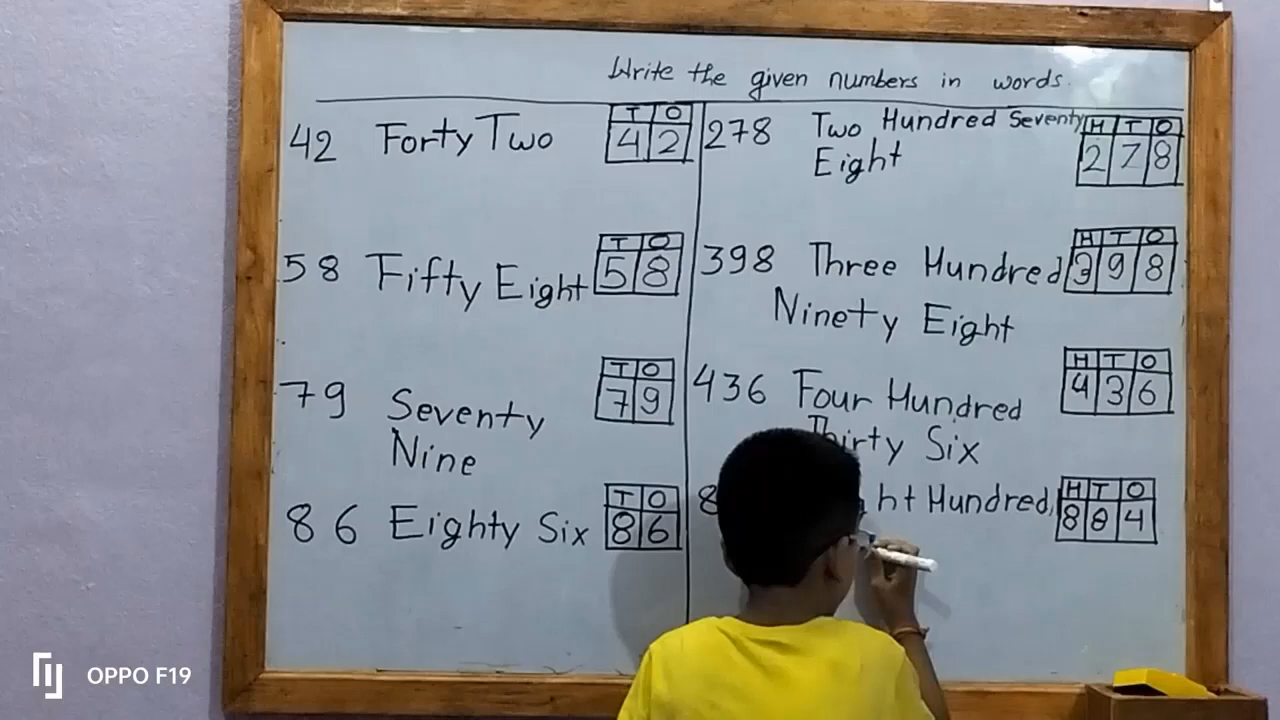 Write the given numbers in words.
42 Forty Two
T O
4 2
58 Fifty Eight
T O
5 8
79 Seventy
Nine
T O
7 9
86 Eighty Six
T O
8 6
278 Two Hundred Seventy
Eight
H T O
2 7 8
398 Three Hundred
Ninety Eight
H T O
3 9 8
436 Four Hundred
Thirty Six
H T O
4 3 6
Hundred
H T O
8 8 4
OPPO F19